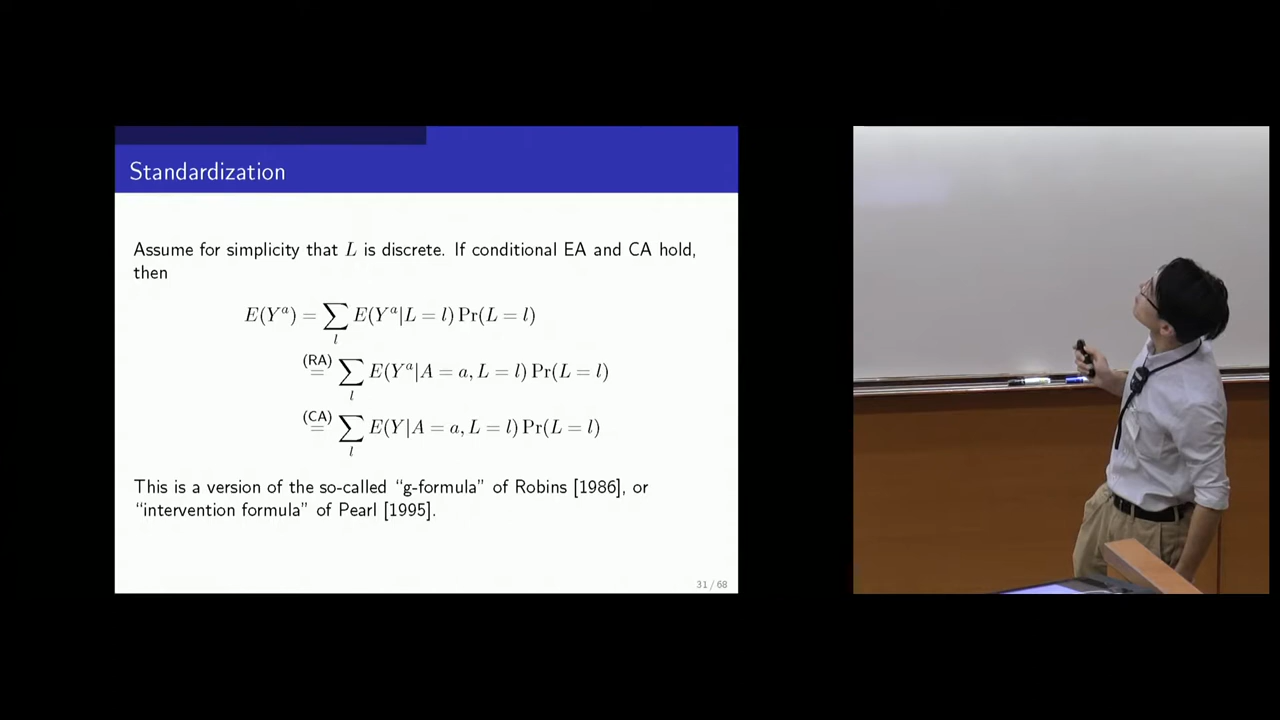 Standardization
Assume for simplicity that L is discrete. If conditional EA and CA hold,
then
E(Y^a) = ∑_l E(Y^a|L = l) Pr(L = l)
(RA) = ∑_l E(Y^a|A = a, L = l) Pr(L = l)
(CA) = ∑_l E(Y|A = a, L = l) Pr(L = l)
This is a version of the so-called “g-formula” of Robins [1986], or
“intervention formula” of Pearl [1995].
31 / 68